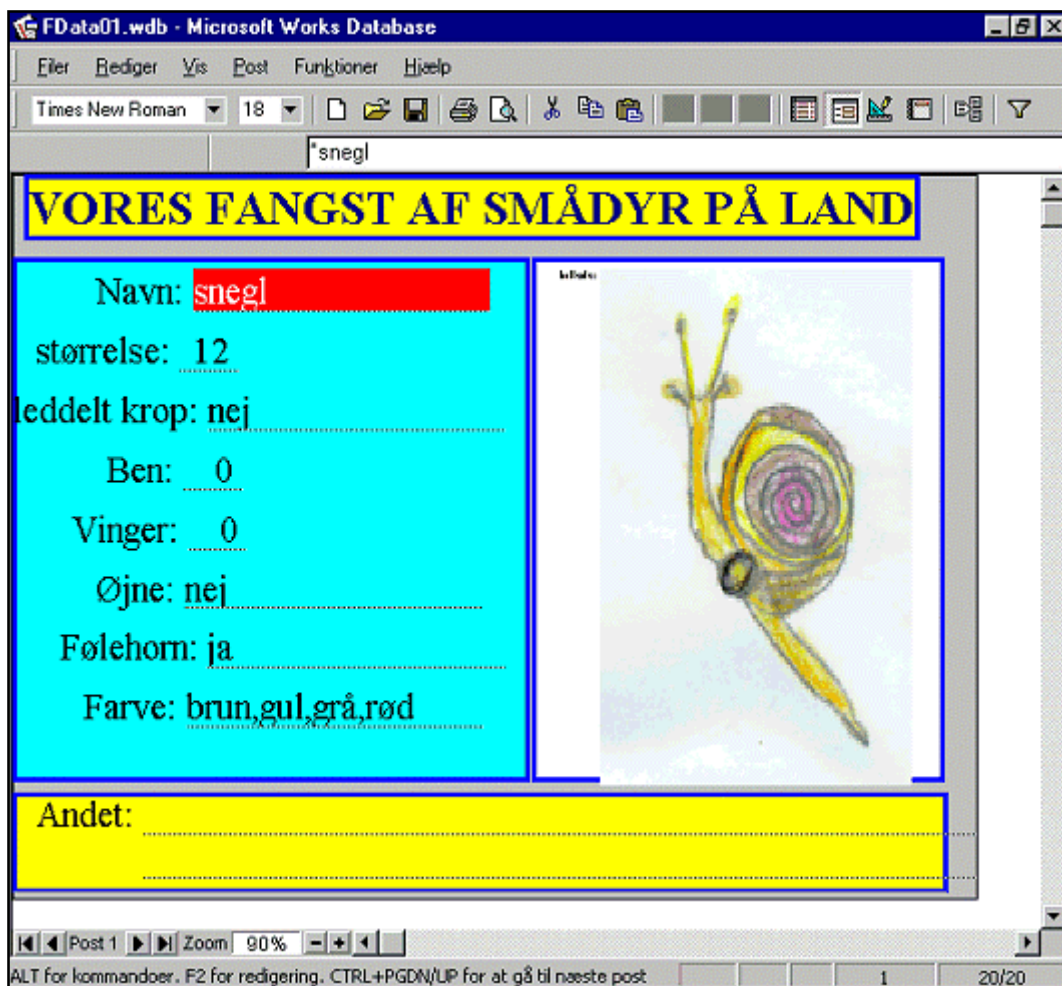 FData01.wdb - Microsoft Works Database
Filer Rediger Vis Post Funktioner Hjælp
Times New Roman 18
"snegl
VORES FANGST AF SMÅDYR PÅ LAND
Navn: snegl
størrelse: 12
leddelt krop: nej
Ben: 0
Vinger: 0
Øjne: nej
Følehorn: ja
Farve: brun,gul,grå,rød
Andet:
Post 1 Zoom 90%
ALT for kommandoer. F2 for redigering. CTRL+PGDN/UP for at gå til næste post 1 20/20